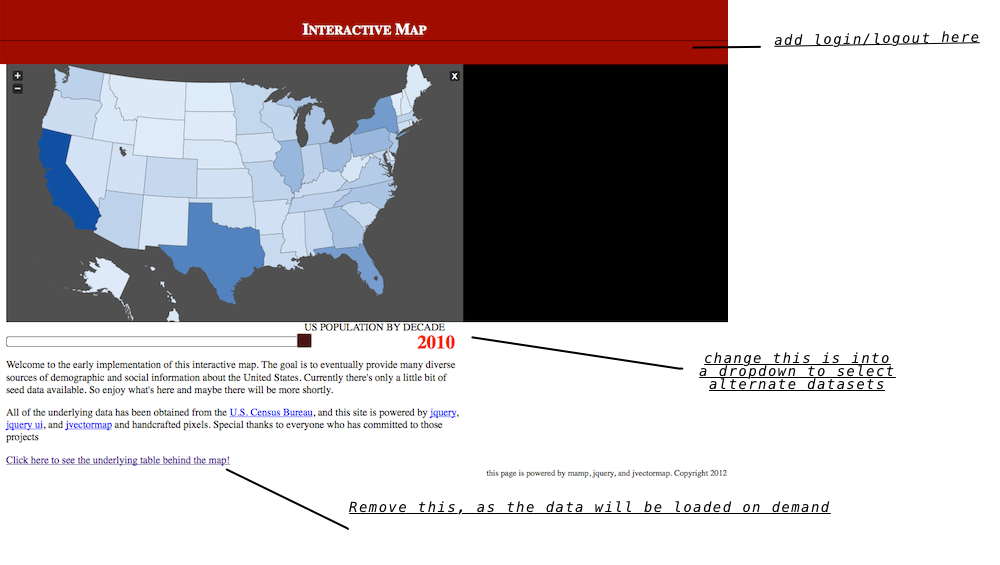 Interactive Map
add login/logout here
+
−
x
US POPULATION BY DECADE
2010
change this is into
a dropdown to select
alternate datasets
Welcome to the early implementation of this interactive map. The goal is to eventually provide many diverse
sources of demographic and social information about the United States. Currently there's only a little bit of
seed data available. So enjoy what's here and maybe there will be more shortly.
All of the underlying data has been obtained from the U.S. Census Bureau, and this site is powered by jquery,
jquery ui, and jvectormap and handcrafted pixels. Special thanks to everyone who has committed to those
projects
Click here to see the underlying table behind the map!
this page is powered by mamp, jquery, and jvectormap. Copyright 2012
Remove this, as the data will be loaded on demand